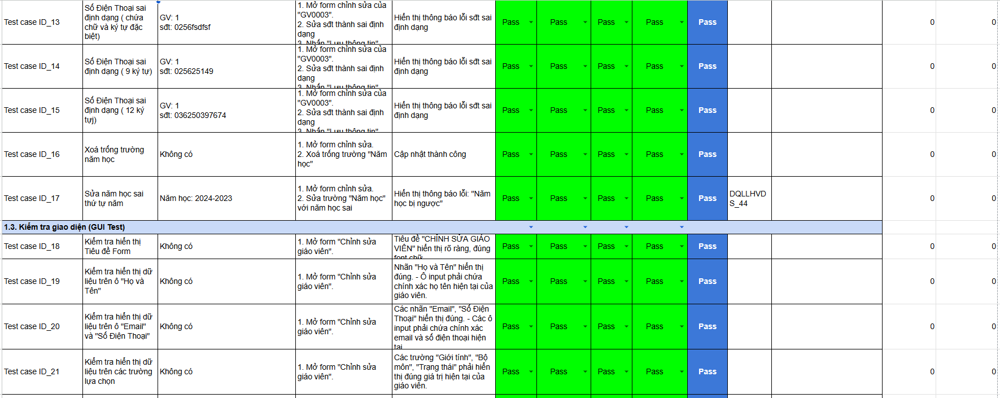 Test case ID_13
Số Điện Thoại sai
định dạng ( chứa
chữ và ký tự đặc
biệt)
GV: 1
sđt: 0256fsdfsf
1. Mở form chỉnh sửa của
"GV0003".
2. Sửa sđt thành sai định
dạng
3. Nhấn "Lưu thông tin"
Hiển thị thông báo lỗi sđt sai
định dạng
Pass
Pass
Pass
Pass
Pass
0
0
Test case ID_14
Số Điện Thoại sai
định dạng ( 9 ký tự)
GV: 1
sđt: 025625149
1. Mở form chỉnh sửa của
"GV0003".
2. Sửa sđt thành sai định
dạng
3. Nhấn "Lưu thông tin"
Hiển thị thông báo lỗi sđt sai
định dạng
Pass
Pass
Pass
Pass
Pass
0
0
Test case ID_15
Số Điện Thoại sai
định dạng ( 12 ký
tựj)
GV: 1
sđt: 036250397674
1. Mở form chỉnh sửa của
"GV0003".
2. Sửa sđt thành sai định
dạng
3. Nhấn "Lưu thông tin"
Hiển thị thông báo lỗi sđt sai
định dạng
Pass
Pass
Pass
Pass
Pass
0
0
Test case ID_16
Xoá trống trường
năm học
Không có
1. Mở form chỉnh sửa.
2. Xoá trống trường "Năm
học"
Cập nhật thành công
Pass
Pass
Pass
Pass
Pass
0
0
Test case ID_17
Sửa năm học sai
thứ tự năm
Năm học: 2024-2023
1. Mở form chỉnh sửa.
2. Sửa trường "Năm học"
với năm học sai
Hiển thị thông báo lỗi: "Năm
học bị ngược"
Pass
Pass
Pass
Pass
Pass
DQLLHVD
S_44
0
0
1.3. Kiểm tra giao diện (GUI Test)
Test case ID_18
Kiểm tra hiển thị
Tiêu đề Form
Không có
1. Mở form "Chỉnh sửa
giáo viên".
Tiêu đề "CHỈNH SỬA GIÁO
VIÊN" hiển thị rõ ràng, đúng
font chữ
Pass
Pass
Pass
Pass
Pass
0
0
Test case ID_19
Kiểm tra hiển thị dữ
liệu trên ô "Họ và
Tên"
Không có
1. Mở form "Chỉnh sửa
giáo viên".
Nhãn "Họ và Tên" hiển thị
đúng. - Ô input phải chứa
chính xác họ tên hiện tại của
giáo viên.
Pass
Pass
Pass
Pass
Pass
0
0
Test case ID_20
Kiểm tra hiển thị dữ
liệu trên ô "Email"
và "Số Điện Thoại"
Không có
1. Mở form "Chỉnh sửa
giáo viên".
Các nhãn "Email", "Số Điện
Thoại" hiển thị đúng. - Các ô
input phải chứa chính xác
email và số điện thoại hiện
tại
Pass
Pass
Pass
Pass
Pass
0
0
Test case ID_21
Kiểm tra hiển thị dữ
liệu trên các trường
lựa chọn
Không có
1. Mở form "Chỉnh sửa
giáo viên".
Các trường "Giới tính", "Bộ
môn", "Trạng thái" phải hiển
thị đúng giá trị hiện tại của
giáo viên.
Pass
Pass
Pass
Pass
Pass
0
0